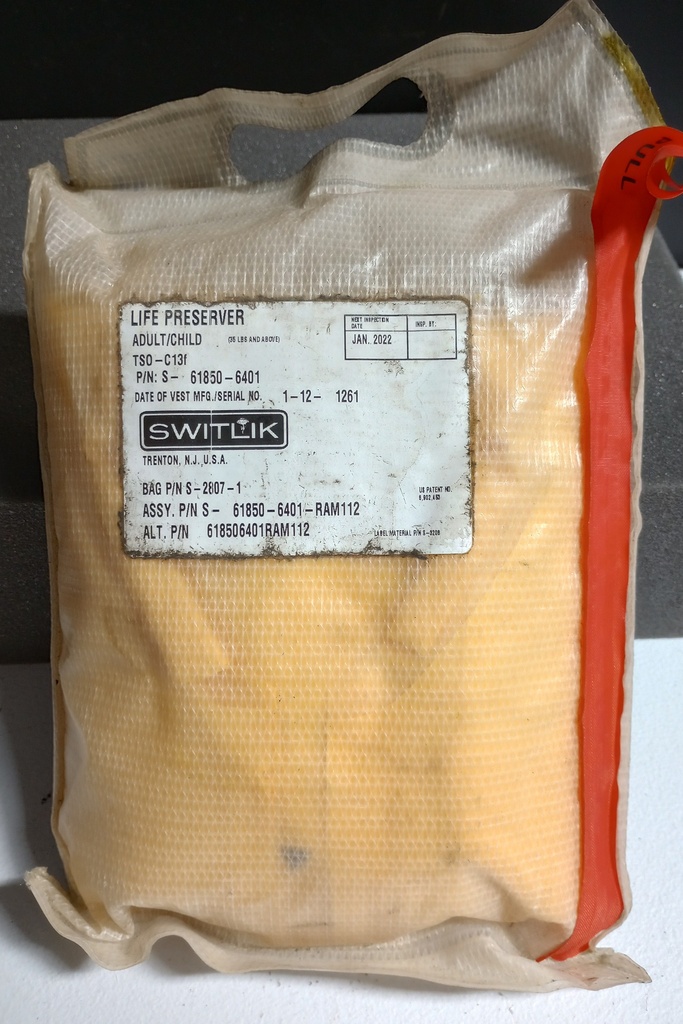 PULL
LIFE PRESERVER
ADULT/CHILD (35 LBS AND ABOVE)
TSO-C13f
P/N: S- 61850-6401
DATE OF VEST MFG./SERIAL NO. 1-12- 1261
NEXT INSPECTION DATE
INSP. BY:
JAN. 2022
SWITLIK
TRENTON, N.J., U.S.A.
BAG P/N S-2807-1
ASSY. P/N S- 61850-6401-RAM112
ALT. P/N 618506401RAM112
US PATENT NO.
LABEL MATERIAL P/N